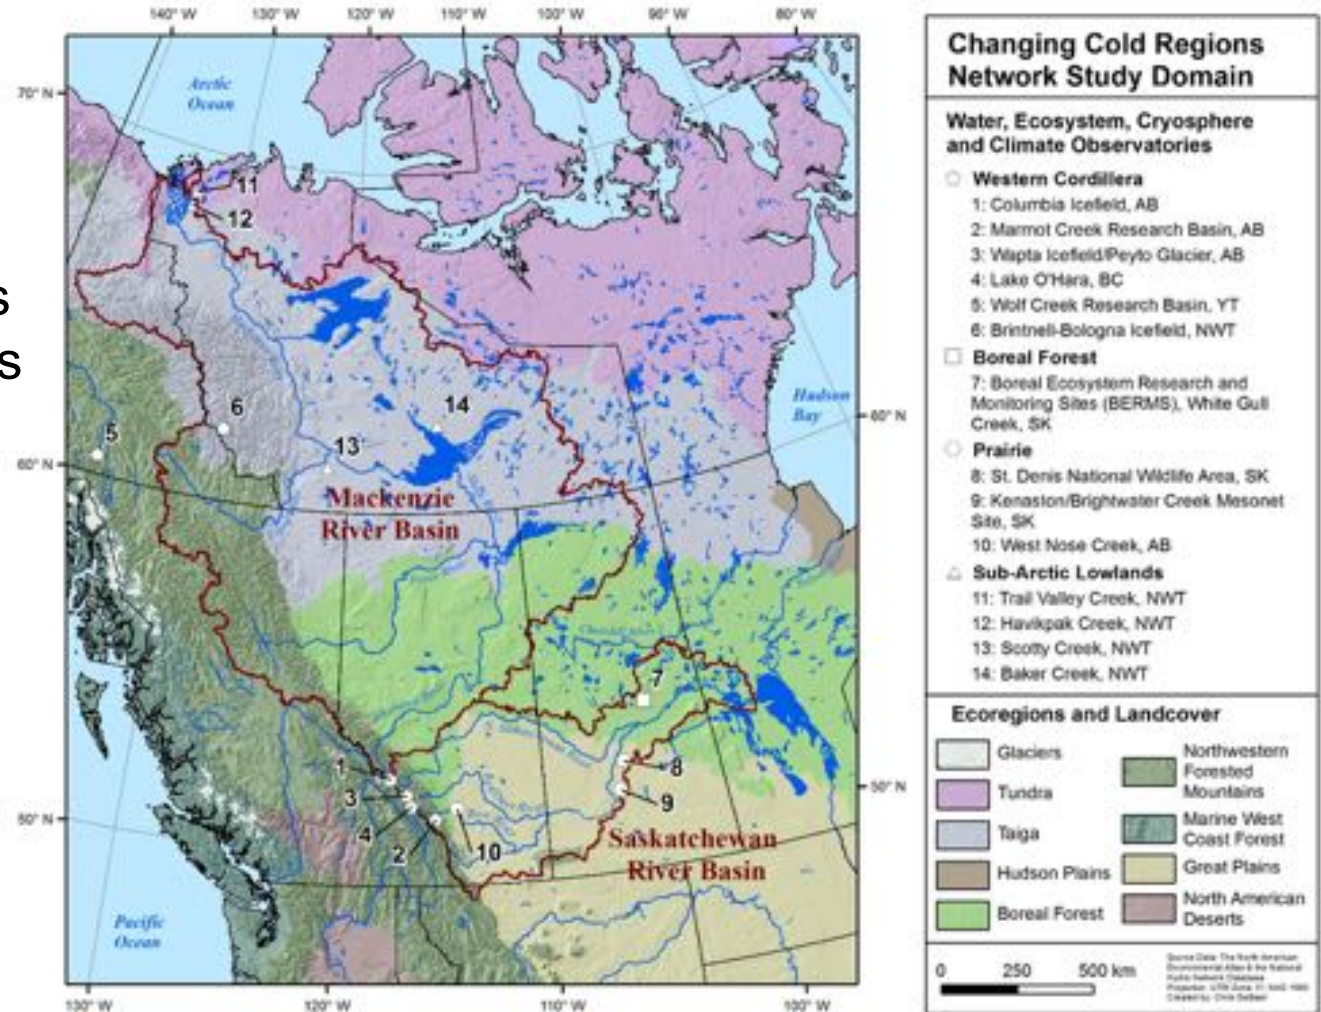 140° W 130° W 120° W 110° W 100° W 90° W 80° W
70° N
Arctic
Ocean
11
12
s
s
6
14
Hudson
Bay
60° N
5
13
60° N
Mackenzie
River Basin
7
1
8
50° N
3
9
50° N
4
Saskatchewan
2
10
River Basin
Pacific
Ocean
130° W 120° W 110° W 100° W
Changing Cold Regions
Network Study Domain
Water, Ecosystem, Cryosphere
and Climate Observatories
Western Cordillera
1: Columbia Icefield, AB
2: Marmot Creek Research Basin, AB
3: Wapta Icefield/Peyto Glacier, AB
4: Lake O'Hara, BC
5: Wolf Creek Research Basin, YT
6: Brintnell-Bologna Icefield, NWT
Boreal Forest
7: Boreal Ecosystem Research and
Monitoring Sites (BERMS), White Gull
Creek, SK
Prairie
8: St. Denis National Wildlife Area, SK
9: Kenaston/Brightwater Creek Mesonet
Site, SK
10: West Nose Creek, AB
Sub-Arctic Lowlands
11: Trail Valley Creek, NWT
12: Havikpak Creek, NWT
13: Scotty Creek, NWT
14: Baker Creek, NWT
Ecoregions and Landcover
Glaciers
Tundra
Taiga
Hudson Plains
Boreal Forest
Northwestern
Forested
Mountains
Marine West
Coast Forest
Great Plains
North American
Deserts
0 250 500 km